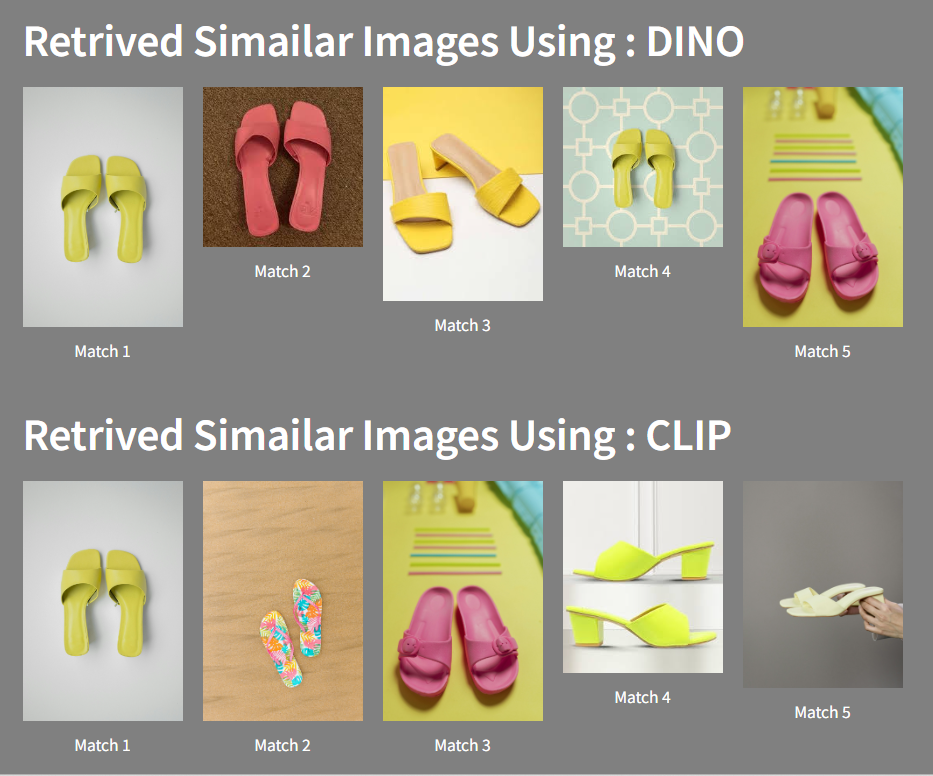 Retrived Simailar Images Using : DINO
Match 2
Match 4
Match 3
Match 1
Match 5
Retrived Simailar Images Using : CLIP
Match 4
Match 5
Match 1
Match 2
Match 3